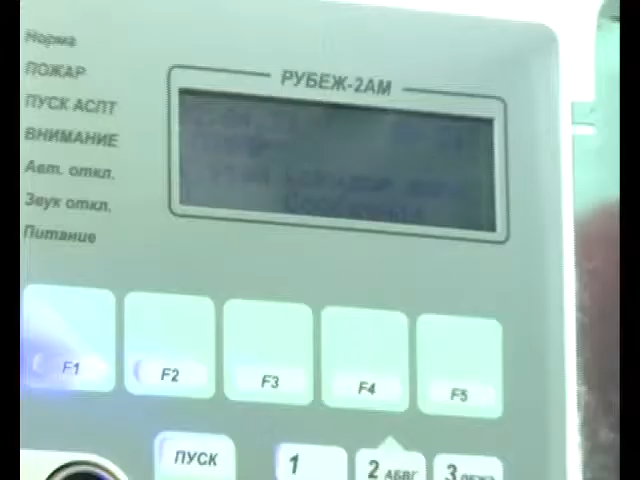 Норма
ПОЖАР
ПУСК АСПТ
ВНИМАНИЕ
Авт. откл.
Звук откл.
Питание
РУБЕЖ-2АМ
F1
F2
F3
F4
F5
ПУСК
1
2 АБВГ
3